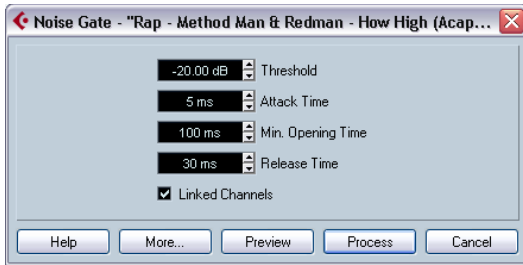 Noise Gate - "Rap - Method Man & Redman - How High (Acap...
-20.00 dB Threshold
5 ms Attack Time
100 ms Min. Opening Time
30 ms Release Time
Linked Channels
Help More... Preview Process Cancel